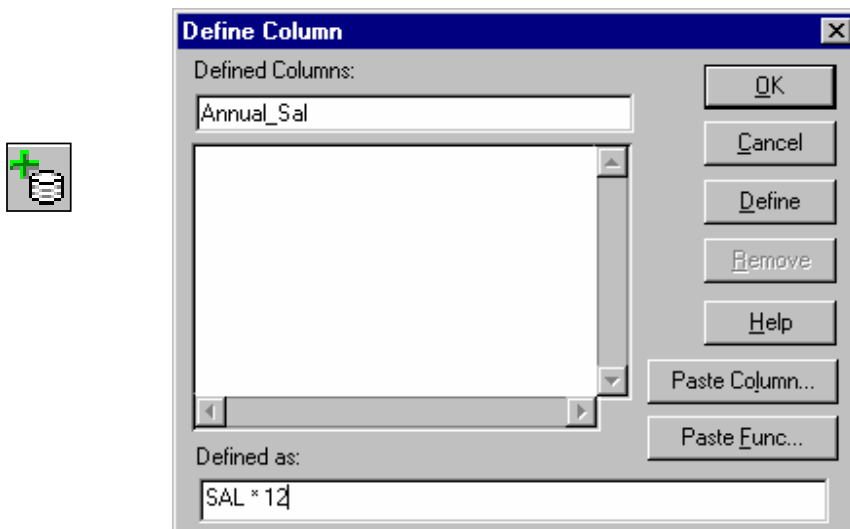 Define Column
Defined Columns:
Annual_Sal
OK
Cancel
Define
Remove
Help
Paste Column...
Paste Func...
Defined as:
SAL * 12